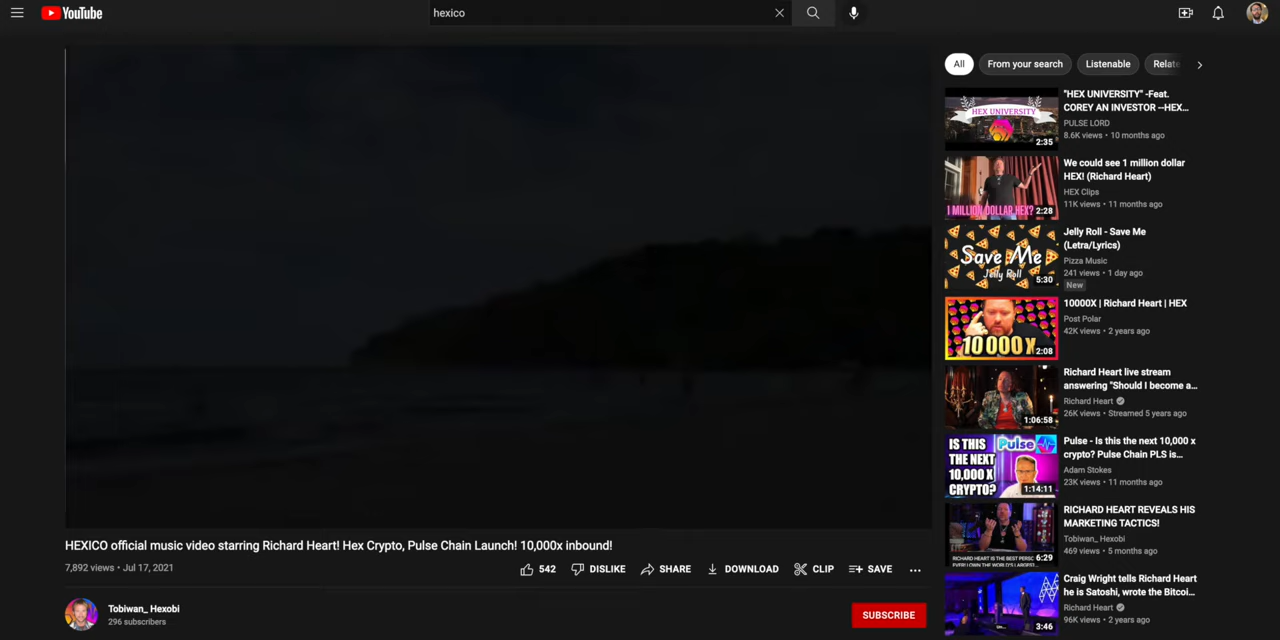 YouTube
hexico
All
From your search
Listenable
Relate
HEXICO official music video starring Richard Heart! Hex Crypto, Pulse Chain Launch! 10,000x inbound!
7,892 views • Jul 17, 2021
542
DISLIKE
SHARE
DOWNLOAD
CLIP
SAVE
Tobiwan_ Hexobi
296 subscribers
SUBSCRIBE
HEX UNIVERSITY
2:35
"HEX UNIVERSITY" -Feat.
COREY AN INVESTOR --HEX...
PULSE LORD
8.6K views • 10 months ago
1 MILLION DOLLAR HEX?
2:28
We could see 1 million dollar
HEX! (Richard Heart)
HEX Clips
11K views • 11 months ago
Save Me
Jelly Roll
5:30
Jelly Roll - Save Me
(Letra/Lyrics)
Pizza Music
241 views • 1 day ago
New
10 000 X
2:08
10000X | Richard Heart | HEX
Post Polar
42K views • 2 years ago
1:06:58
Richard Heart live stream
answering "Should I become a...
Richard Heart
26K views • Streamed 5 years ago
IS THIS
THE NEXT
10,000 X
CRYPTO?
Pulse
1:14:11
Pulse - Is this the next 10,000 x
crypto? Pulse Chain PLS is...
Adam Stokes
23K views • 11 months ago
RICHARD HEART IS THE BEST
6:29
RICHARD HEART REVEALS HIS
MARKETING TACTICS!
Tobiwan_ Hexobi
469 views • 5 months ago
3:46
Craig Wright tells Richard Heart
he is Satoshi, wrote the Bitcoi...
Richard Heart
96K views • 2 years ago